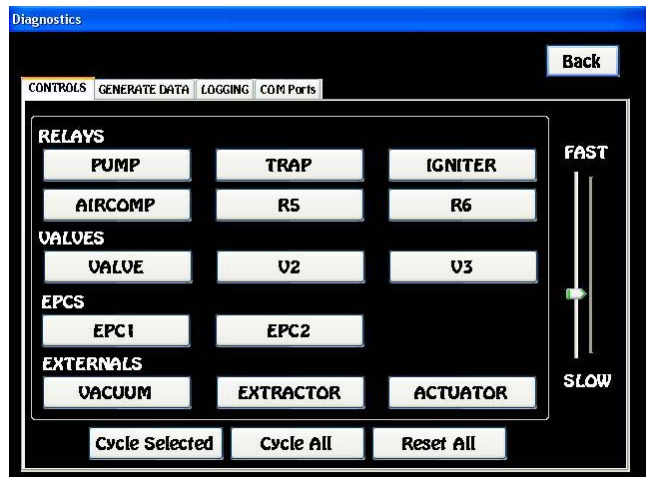 Diagnostics
Back
CONTROLS GENERATE DATA LOGGING COM Ports
RELAYS
PUMP TRAP IGNITER
AIRCOMP R5 R6
VALVES
VALVE V2 V3
EPCS
EPC1 EPC2
EXTERNALS
VACUUM EXTRACTOR ACTUATOR
FAST
SLOW
Cycle Selected Cycle All Reset All